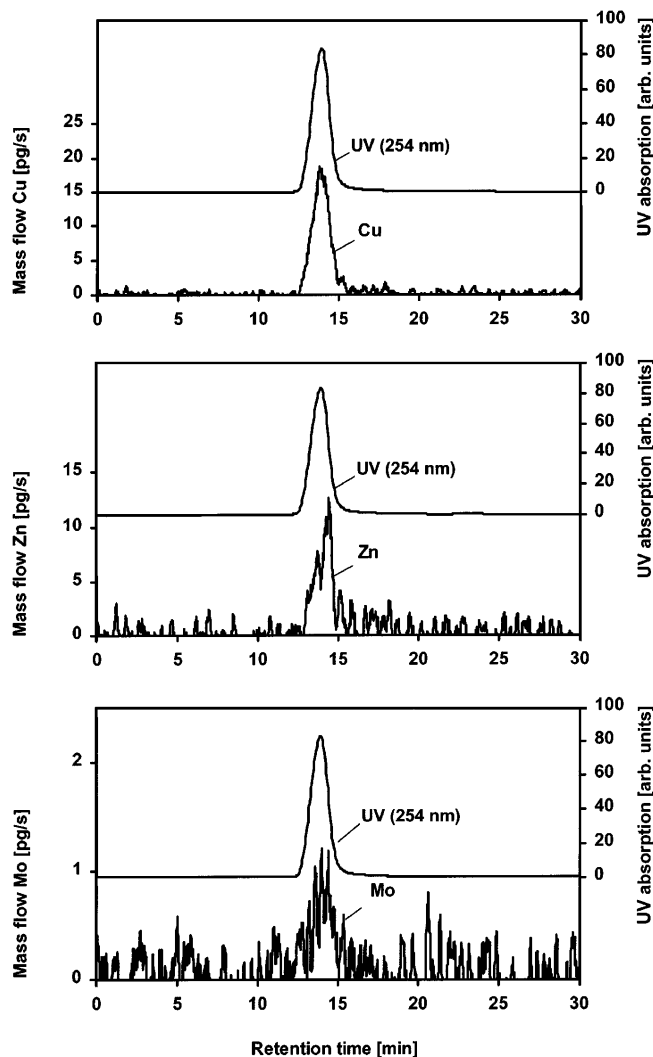 100
80
60
40
20
0
UV absorption [arb. units]
25
20
15
10
5
0
Mass flow Cu [pg/s]
UV (254 nm)
Cu
0 5 10 15 20 25 30
100
80
60
40
20
0
UV absorption [arb. units]
15
10
5
0
Mass flow Zn [pg/s]
UV (254 nm)
Zn
0 5 10 15 20 25 30
100
80
60
40
20
0
UV absorption [arb. units]
2
1
0
Mass flow Mo [pg/s]
UV (254 nm)
Mo
0 5 10 15 20 25 30
Retention time [min]